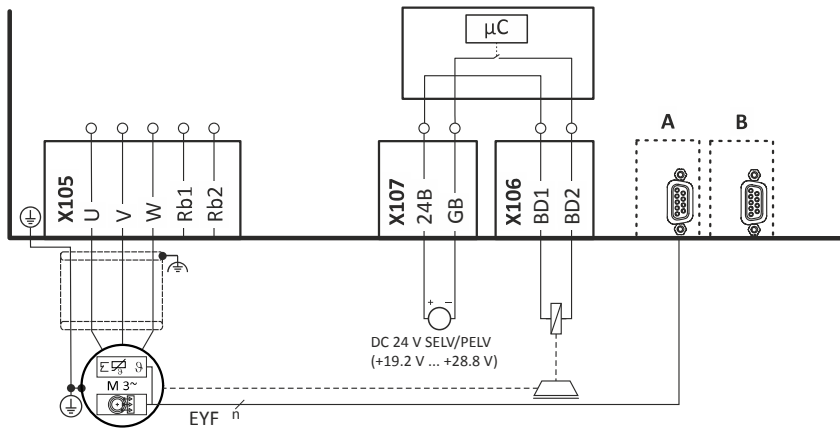 μC
A
B
X105
U
V
W
Rb1
Rb2
X107
24B
GB
X106
BD1
BD2
+ −
DC 24 V SELV/PELV
(+19.2 V ... +28.8 V)
ϑ
M 3~
EYF
n